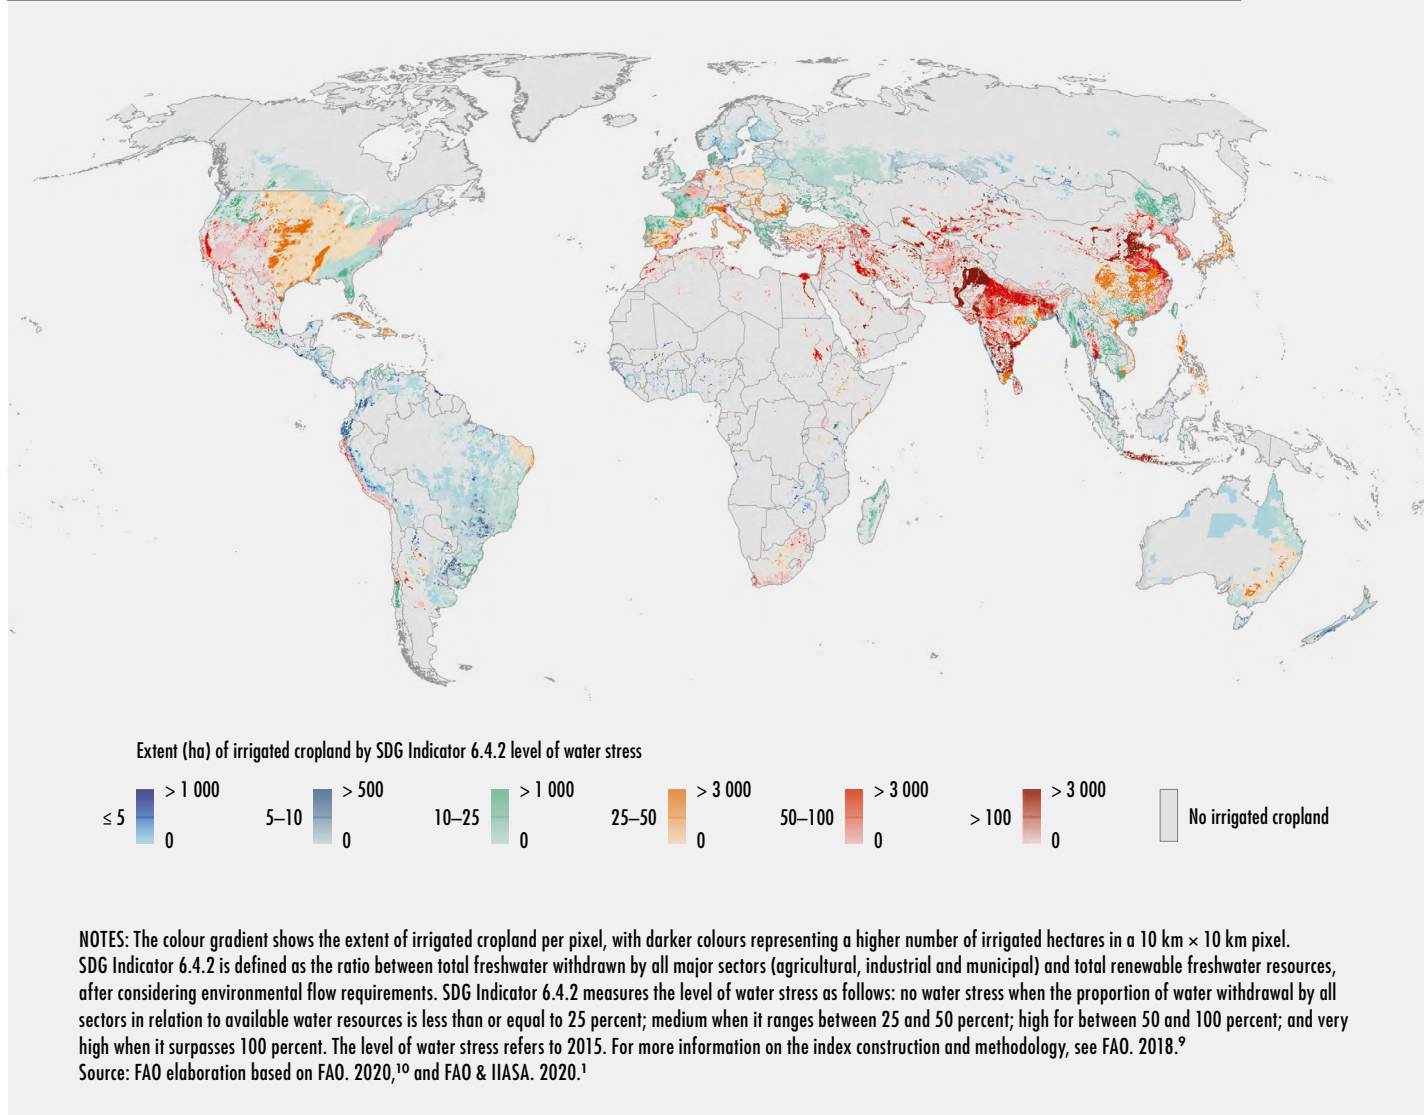 Extent (ha) of irrigated cropland by SDG Indicator 6.4.2 level of water stress
≤ 5 > 1 000 0
5–10 > 500 0
10–25 > 1 000 0
25–50 > 3 000 0
50–100 > 3 000 0
> 100 > 3 000 0
No irrigated cropland
NOTES: The colour gradient shows the extent of irrigated cropland per pixel, with darker colours representing a higher number of irrigated hectares in a 10 km × 10 km pixel.
SDG Indicator 6.4.2 is defined as the ratio between total freshwater withdrawn by all major sectors (agricultural, industrial and municipal) and total renewable freshwater resources,
after considering environmental flow requirements. SDG Indicator 6.4.2 measures the level of water stress as follows: no water stress when the proportion of water withdrawal by all
sectors in relation to available water resources is less than or equal to 25 percent; medium when it ranges between 25 and 50 percent; high for between 50 and 100 percent; and very
high when it surpasses 100 percent. The level of water stress refers to 2015. For more information on the index construction and methodology, see FAO. 2018.⁹
Source: FAO elaboration based on FAO. 2020,¹⁰ and FAO & IIASA. 2020.¹